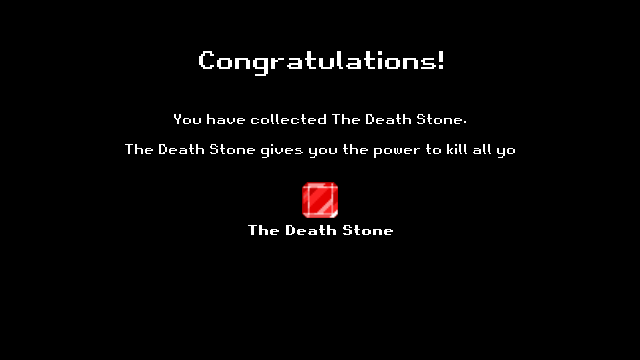 Congratulations!
You have collected The Death Stone.
The Death Stone gives you the power to kill all yo
The Death Stone